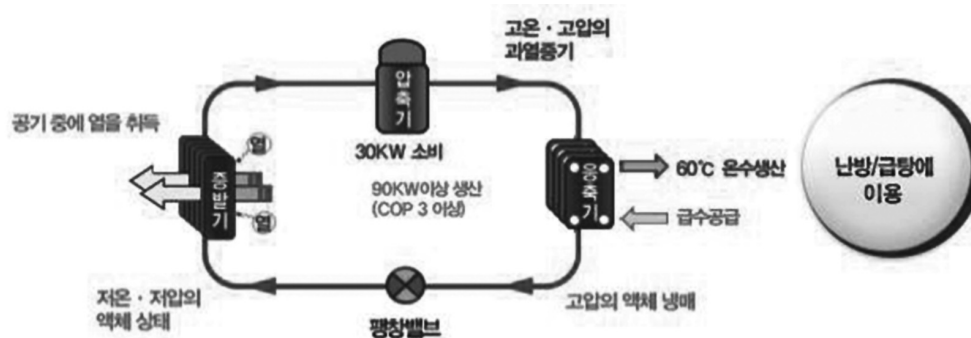 고온 · 고압의
과열증기
압축기
공기 중에 열을 취득
열
30KW 소비
증발기
90KW이상 생산
(COP 3 이상)
응축기
60℃ 온수생산
난방/급탕에
이용
열
급수공급
저온 · 저압의
액체 상태
고압의 액체 냉매
팽창밸브